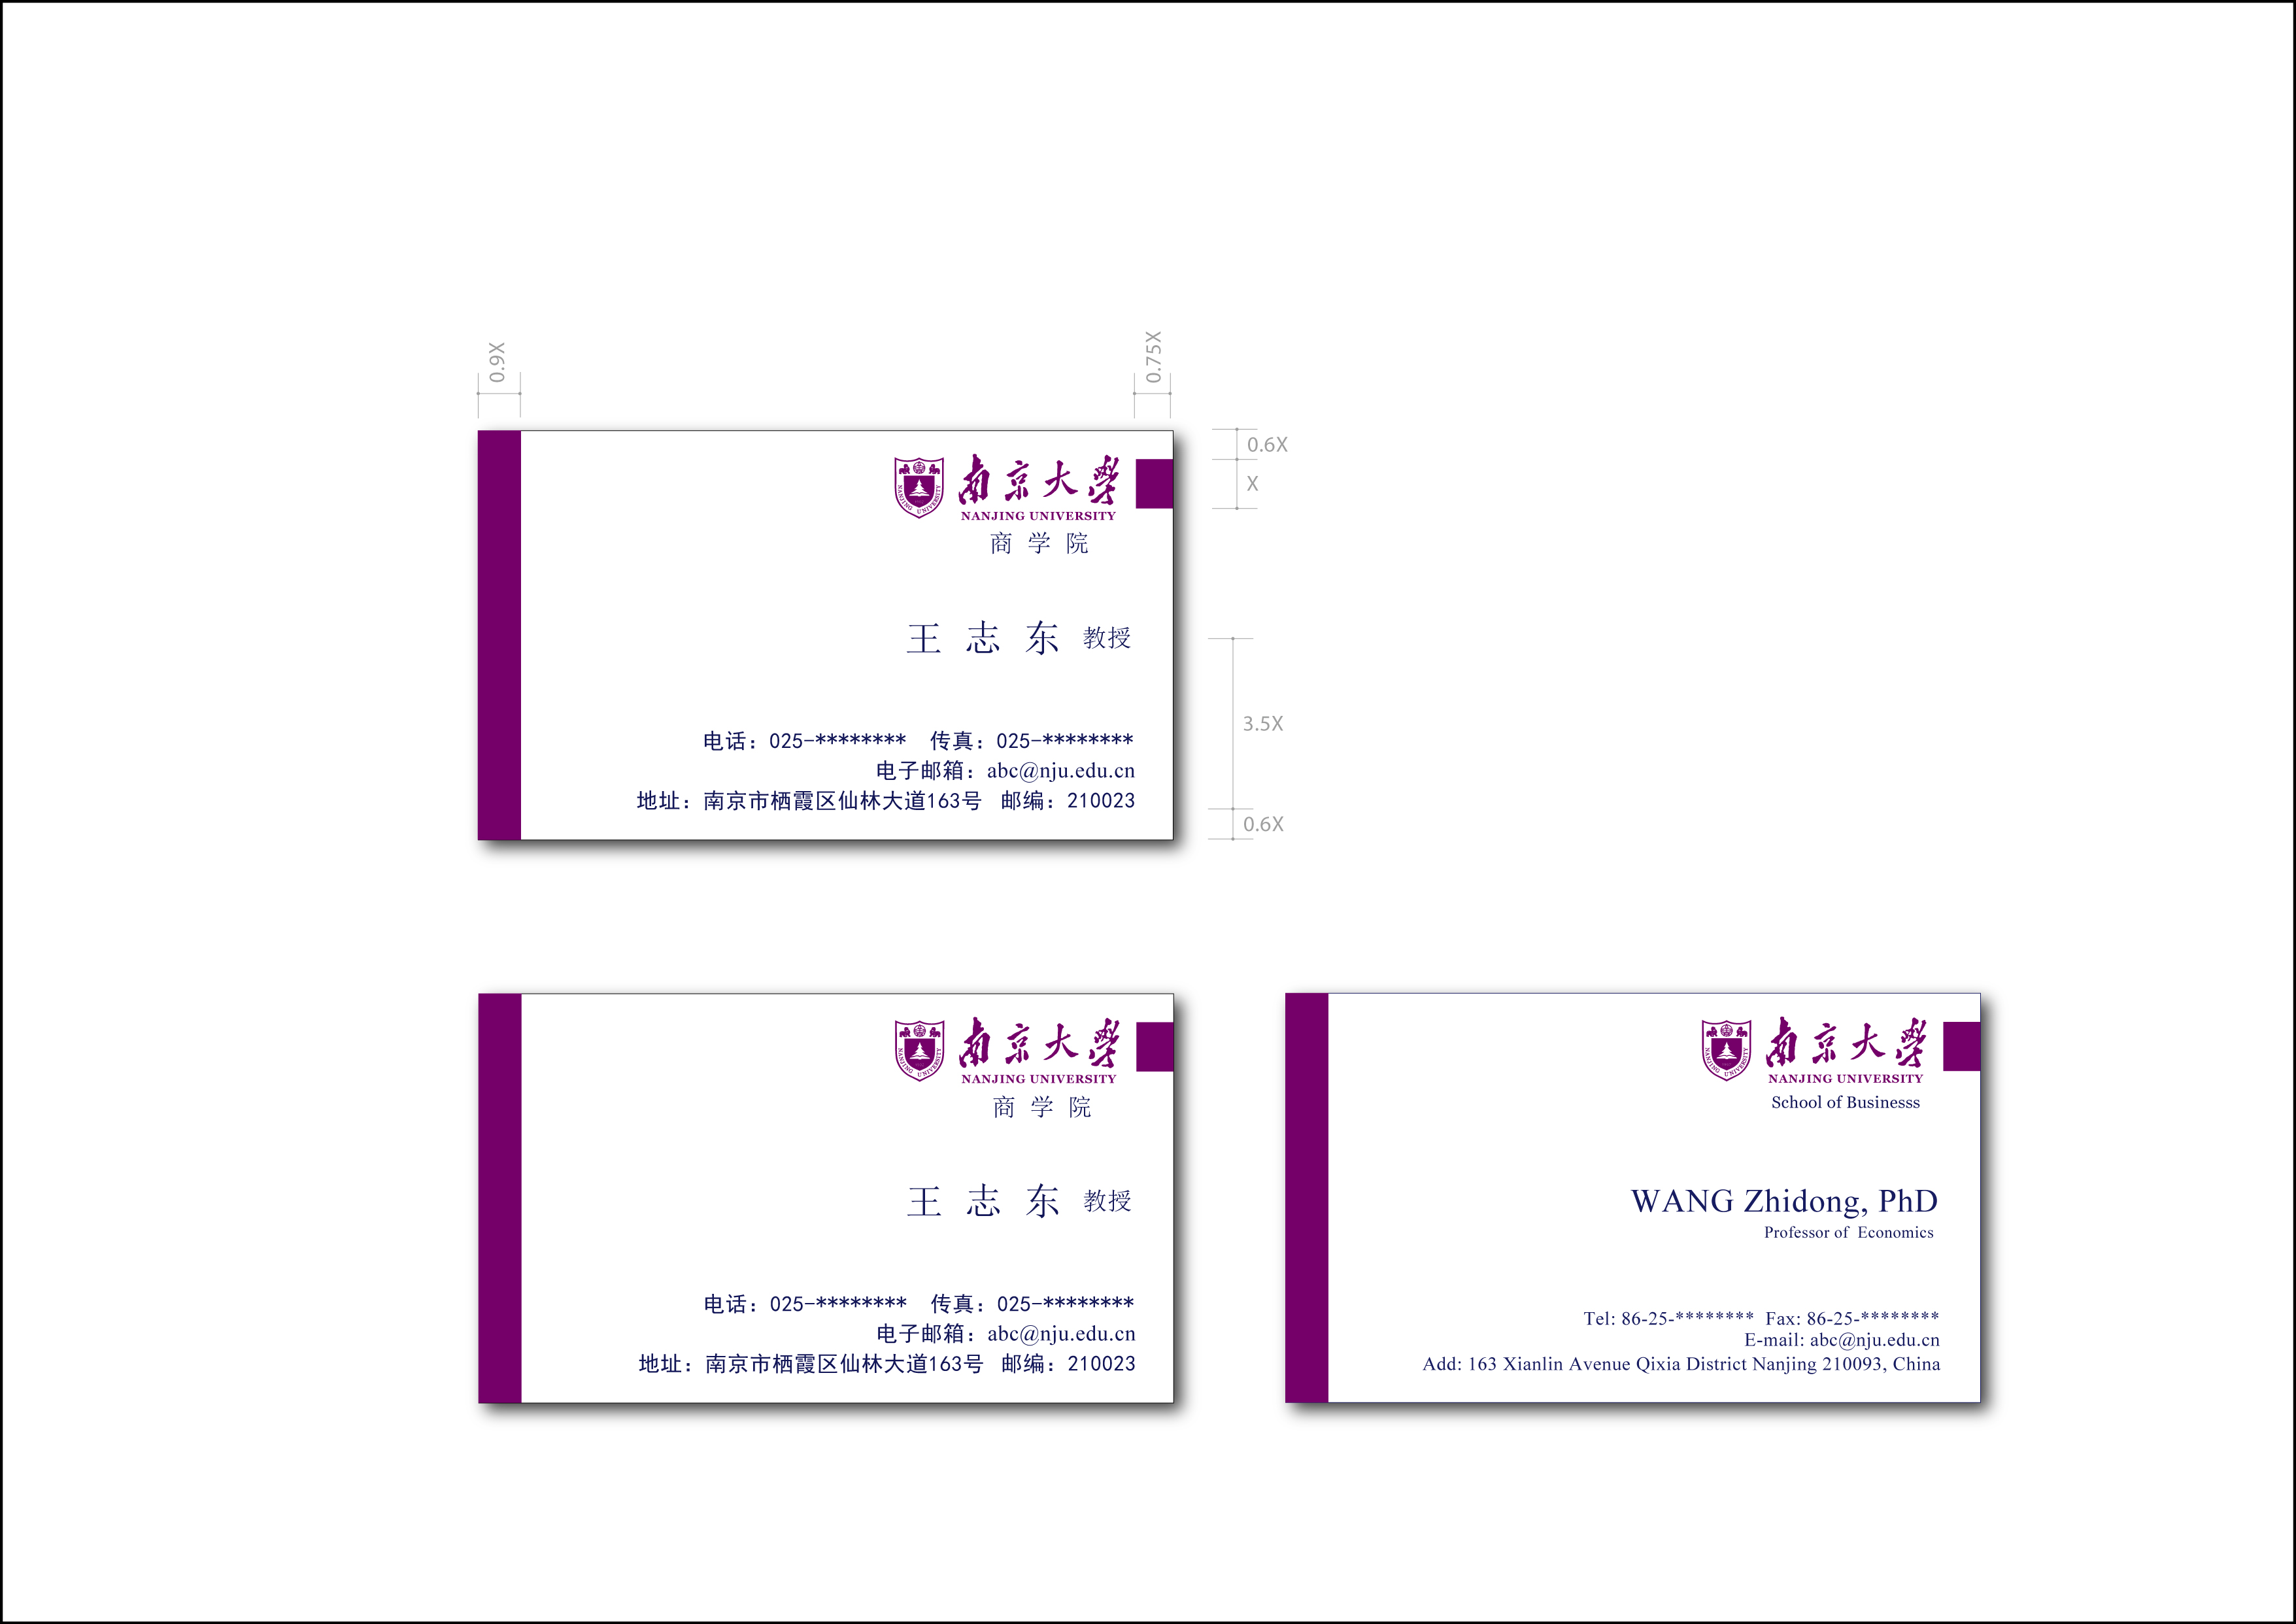 0.9X
0.75X
0.6X
X
南京大學
NANJING UNIVERSITY
NANJING UNIVERSITY
商学院
王志东 教授
3.5X
电话：025-******** 传真：025-********
电子邮箱：abc@nju.edu.cn
地址：南京市栖霞区仙林大道163号 邮编：210023
0.6X
南京大學
NANJING UNIVERSITY
NANJING UNIVERSITY
商学院
王志东 教授
电话：025-******** 传真：025-********
电子邮箱：abc@nju.edu.cn
地址：南京市栖霞区仙林大道163号 邮编：210023
南京大學
NANJING UNIVERSITY
NANJING UNIVERSITY
School of Businesss
WANG Zhidong, PhD
Professor of Economics
Tel: 86-25-******** Fax: 86-25-********
E-mail: abc@nju.edu.cn
Add: 163 Xianlin Avenue Qixia District Nanjing 210093, China